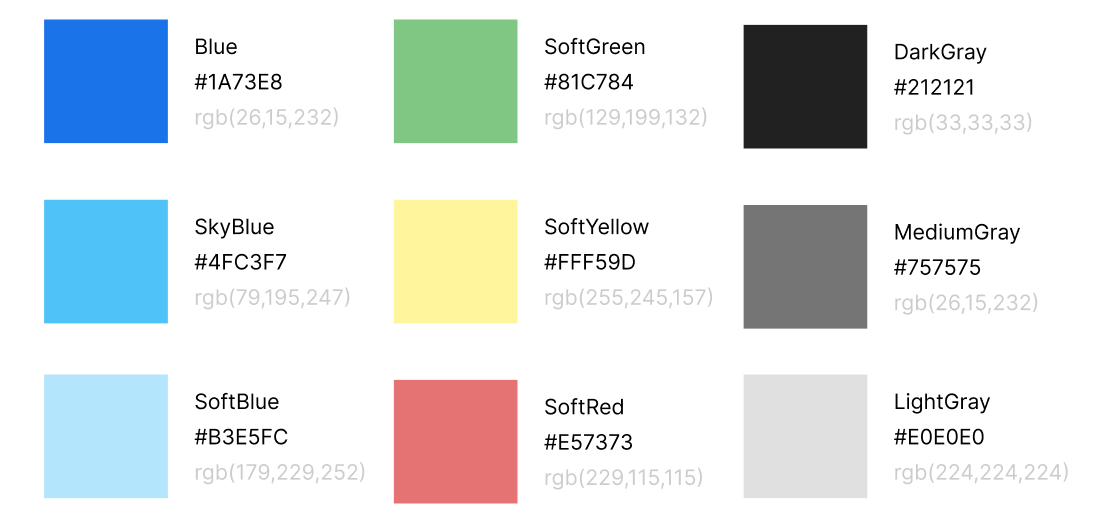 Blue
#1A73E8
rgb(26,15,232)
SoftGreen
#81C784
rgb(129,199,132)
DarkGray
#212121
rgb(33,33,33)
SkyBlue
#4FC3F7
rgb(79,195,247)
SoftYellow
#FFF59D
rgb(255,245,157)
MediumGray
#757575
rgb(26,15,232)
SoftBlue
#B3E5FC
rgb(179,229,252)
SoftRed
#E57373
rgb(229,115,115)
LightGray
#E0E0E0
rgb(224,224,224)